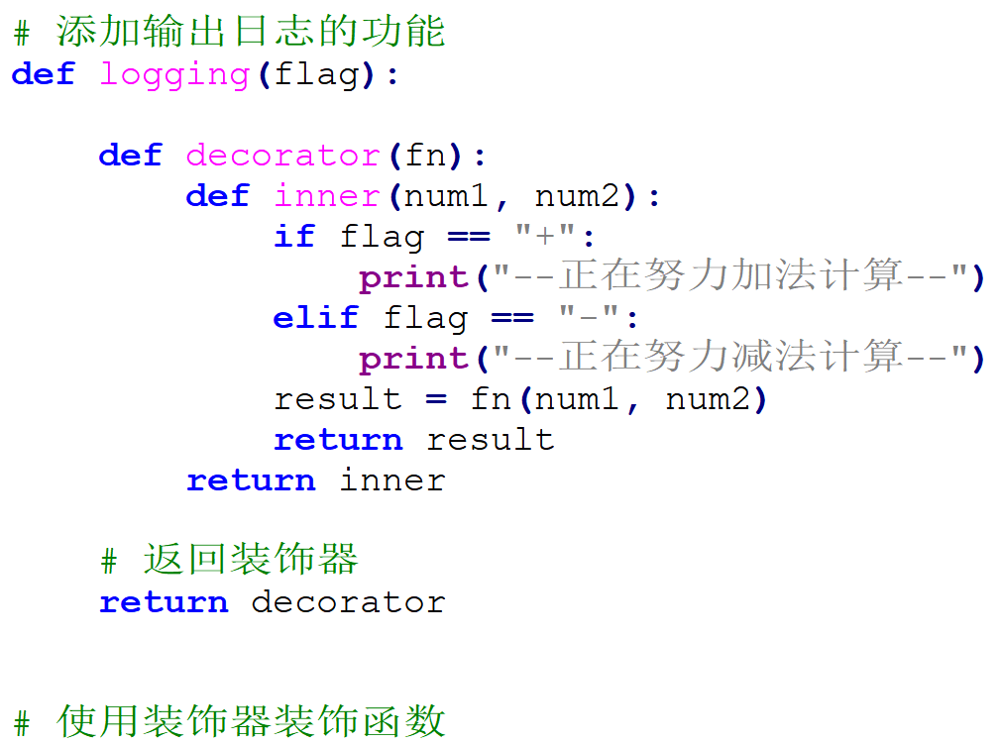 # 添加输出日志的功能
def logging(flag):
    def decorator(fn):
        def inner(num1, num2):
            if flag == "+":
                print("--正在努力加法计算--")
            elif flag == "-":
                print("--正在努力减法计算--")
            result = fn(num1, num2)
            return result
        return inner
    # 返回装饰器
    return decorator
# 使用装饰器装饰函数